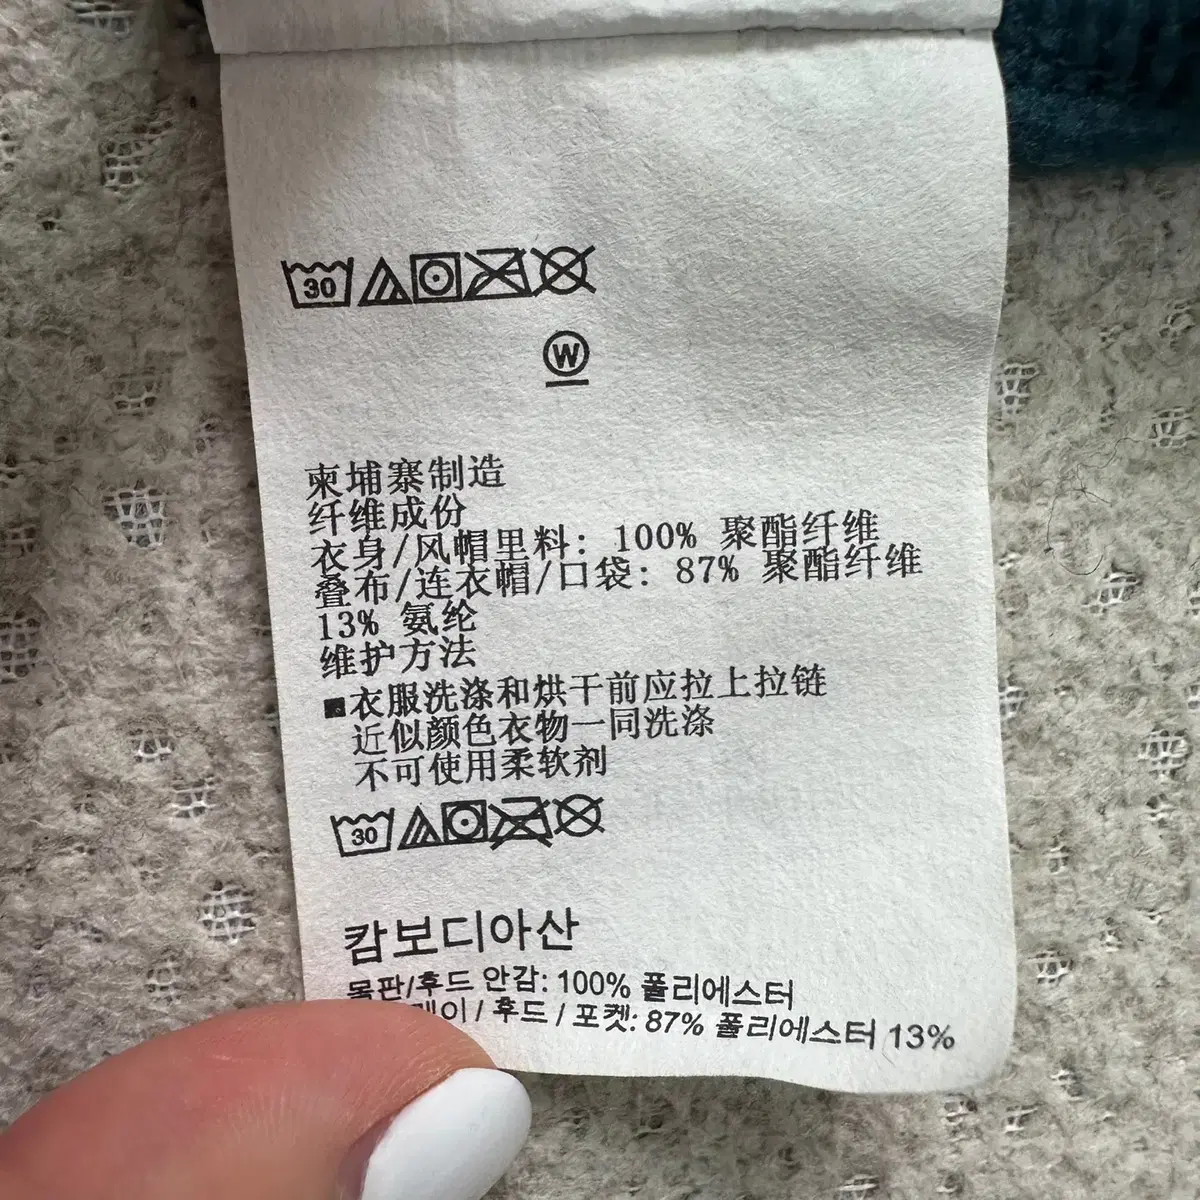 30
W
柬埔寨制造
纤维成份
衣身/风帽里料: 100% 聚酯纤维
叠布/连衣帽/口袋: 87% 聚酯纤维
13% 氨纶
维护方法
■衣服洗涤和烘干前应拉上拉链
近似颜色衣物一同洗涤
不可使用柔软剂
30
캄보디아산
몸판/후드 안감: 100% 폴리에스터
/ 후드 / 포켓: 87% 폴리에스터 13%